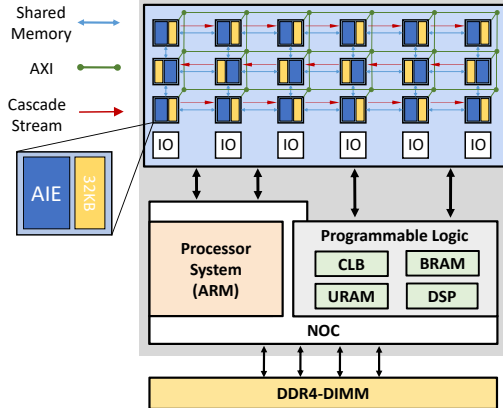 Shared
Memory
AXI
Cascade
Stream
IO IO IO IO IO IO
AIE 32KB
Processor
System
(ARM)
Programmable Logic
CLB BRAM
URAM DSP
NOC
DDR4-DIMM